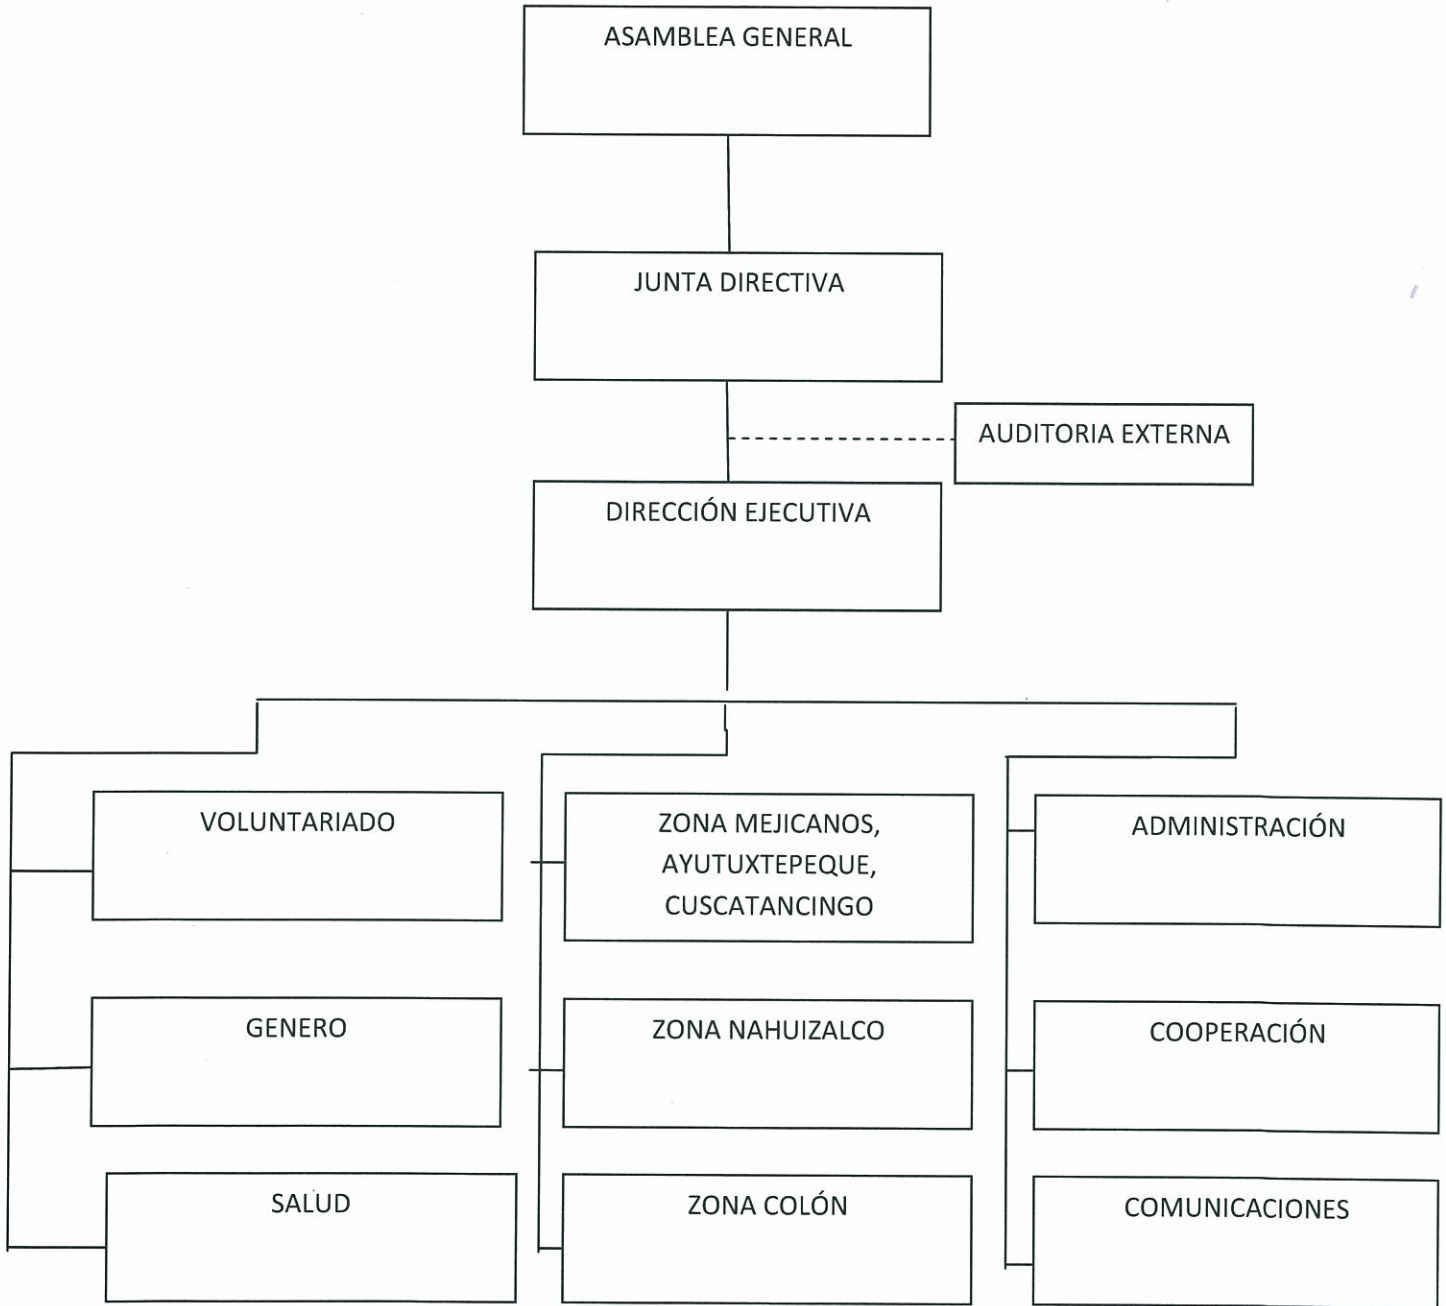 ASAMBLEA GENERAL
JUNTA DIRECTIVA
AUDITORIA EXTERNA
DIRECCIÓN EJECUTIVA
VOLUNTARIADO
ZONA MEJICANOS,
AYUTUXTEPEQUE,
CUSCATANCINGO
ADMINISTRACIÓN
GENERO
ZONA NAHUIZALCO
COOPERACIÓN
SALUD
ZONA COLÓN
COMUNICACIONES